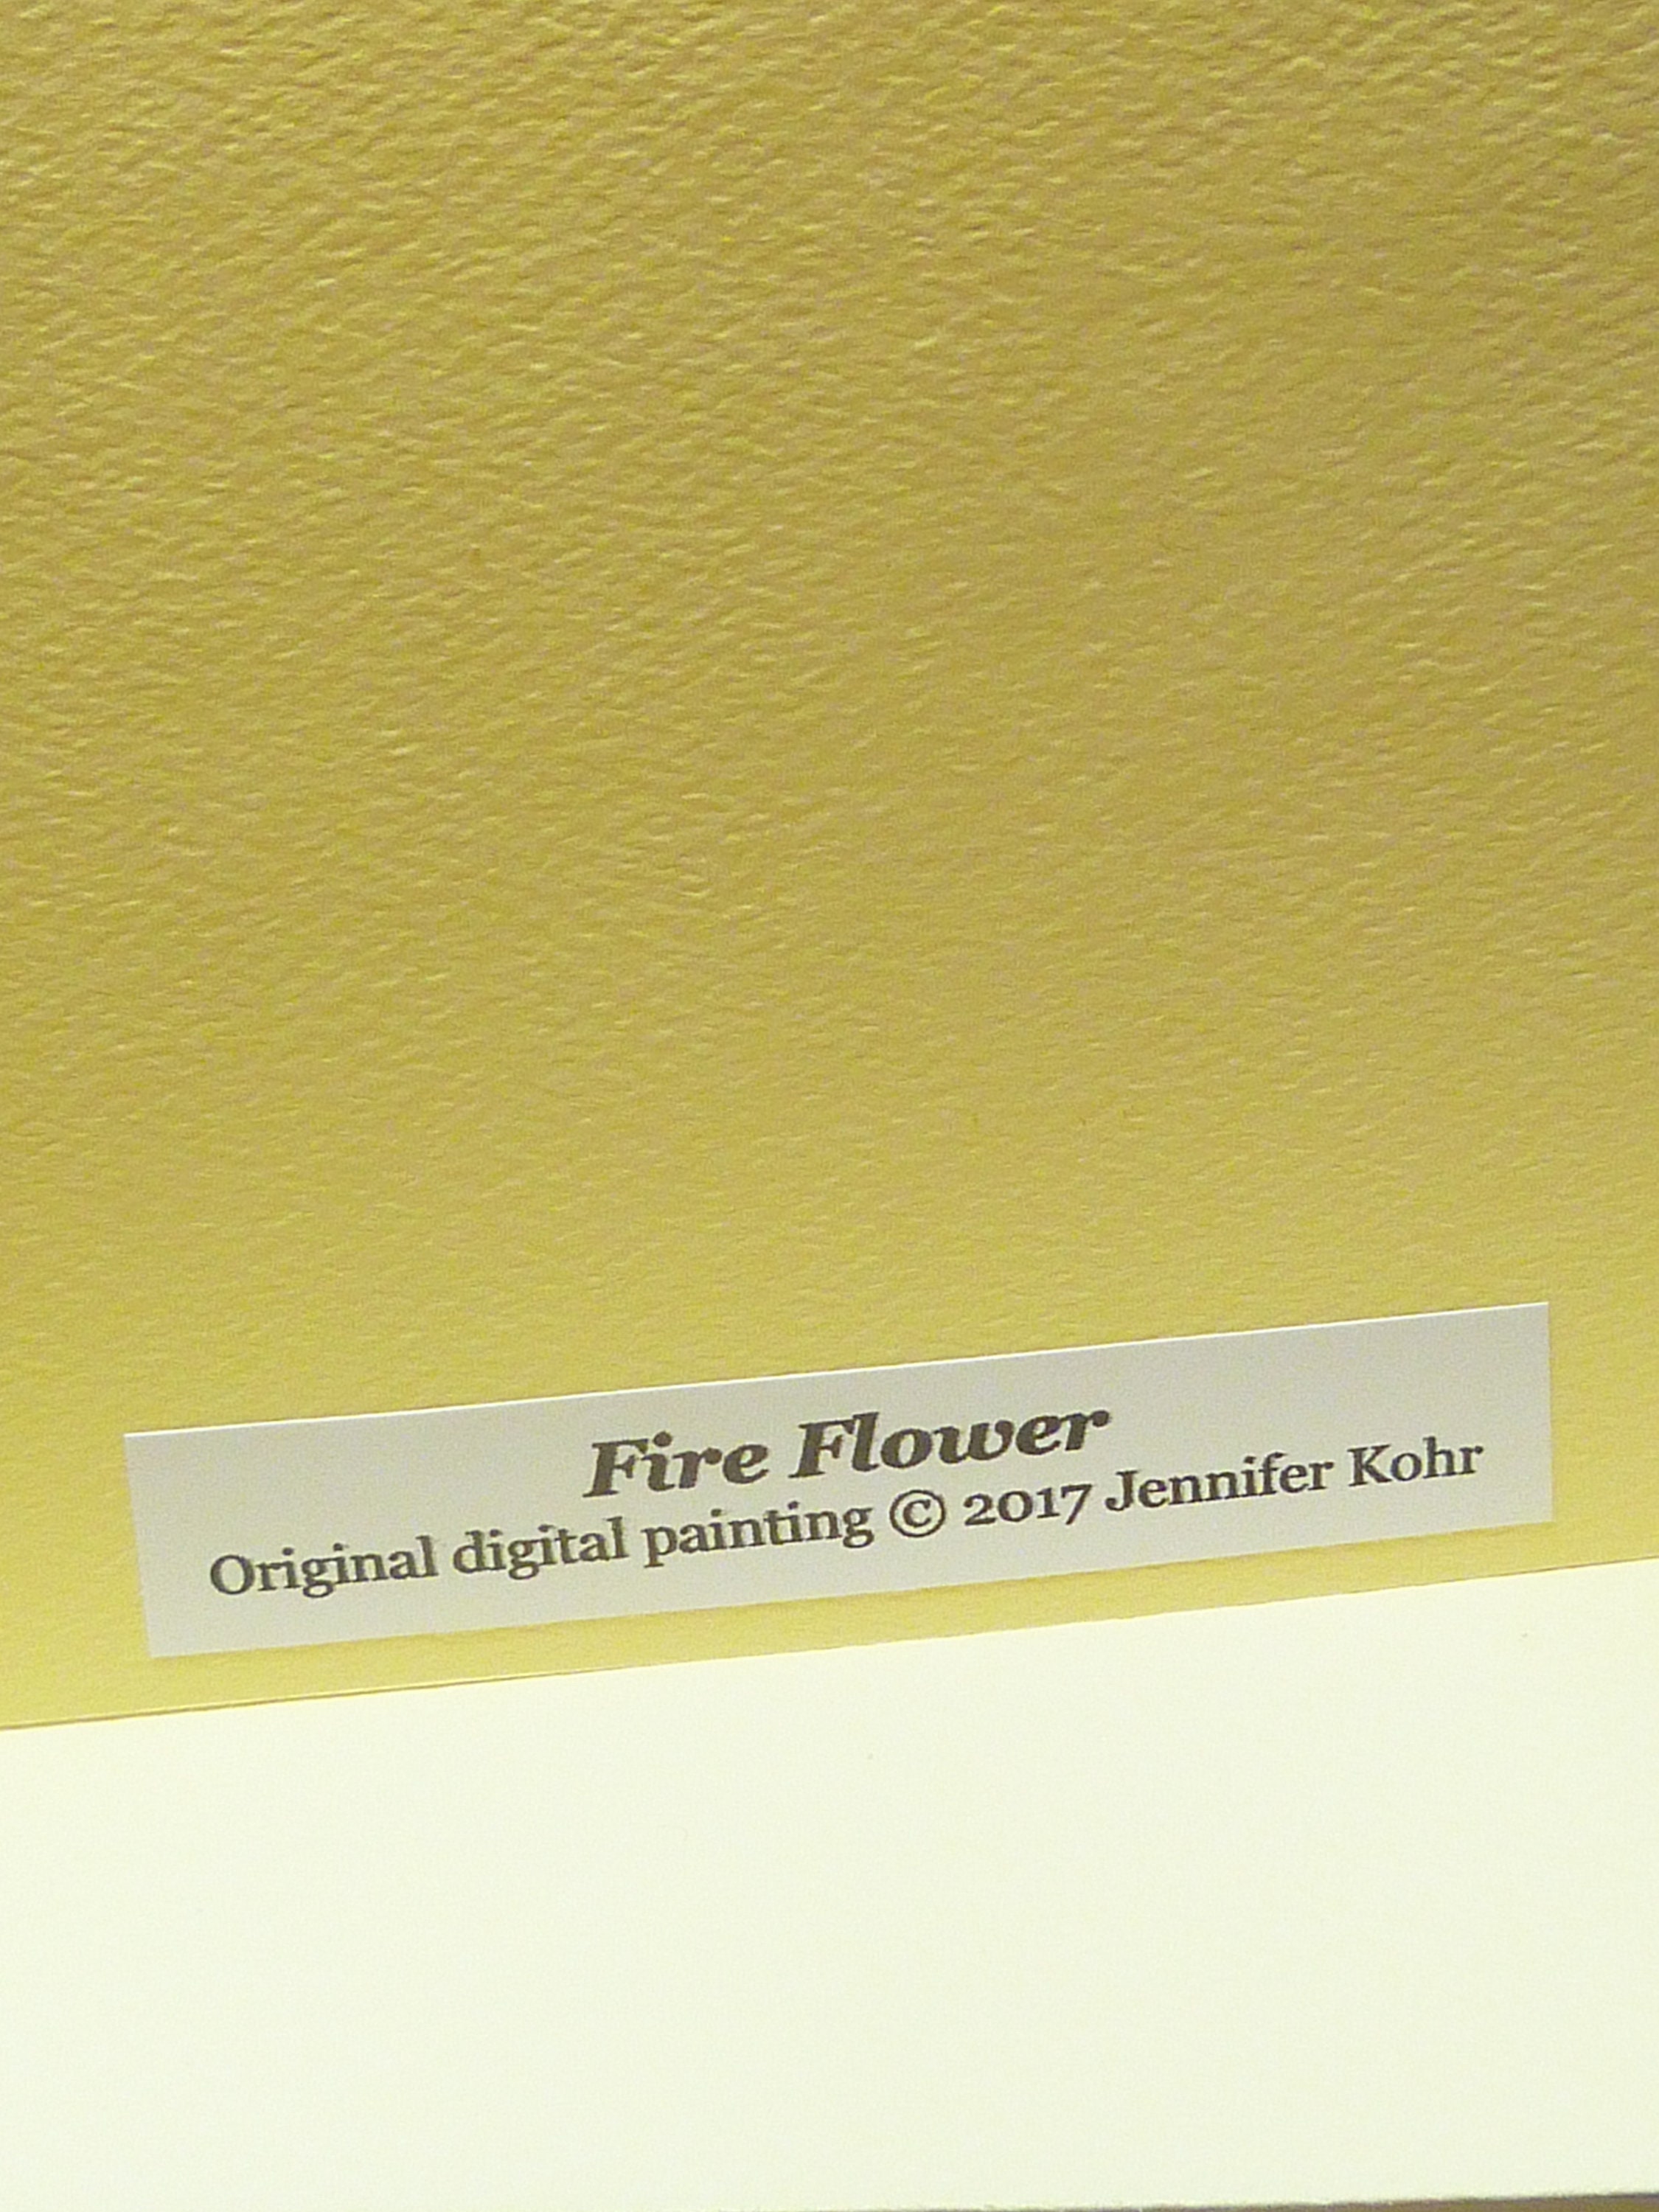 Fire Flower
Original digital painting © 2017 Jennifer Kohr